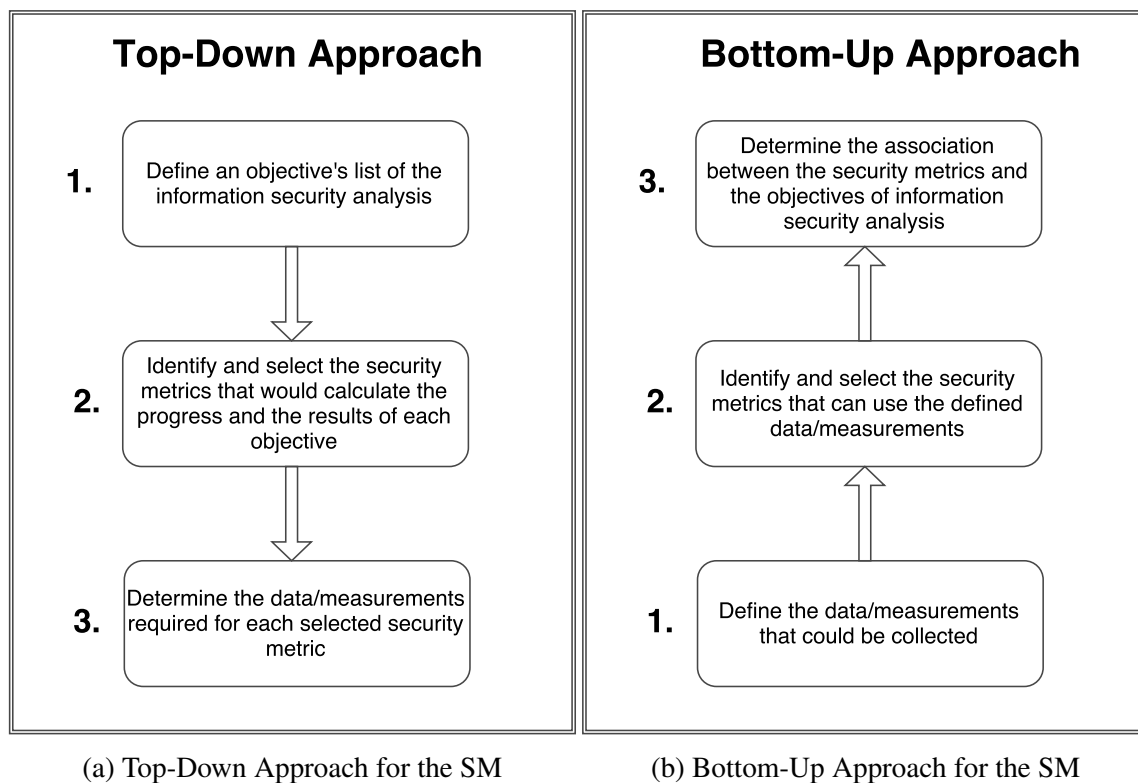 Top-Down Approach
1.
Define an objective's list of the
information security analysis
2.
Identify and select the security
metrics that would calculate the
progress and the results of each
objective
3.
Determine the data/measurements
required for each selected security
metric
(a) Top-Down Approach for the SM
Bottom-Up Approach
3.
Determine the association
between the security metrics and
the objectives of information
security analysis
2.
Identify and select the security
metrics that can use the defined
data/measurements
1.
Define the data/measurements
that could be collected
(b) Bottom-Up Approach for the SM